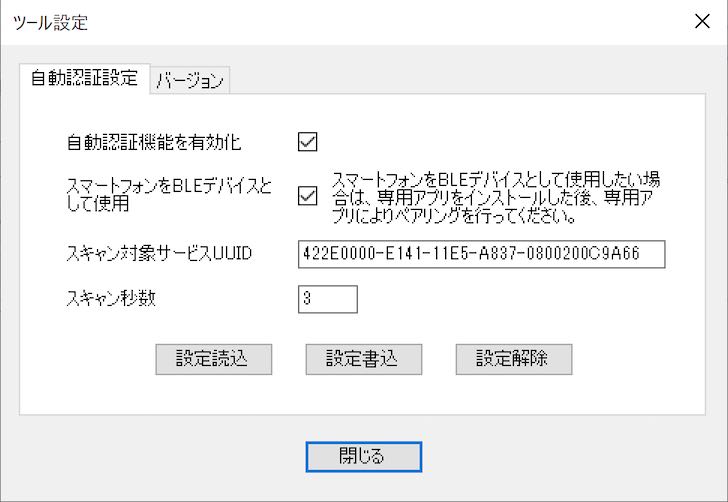 ツール設定
自動認証設定
バージョン
自動認証機能を有効化
スマートフォンをBLEデバイスと
して使用
スマートフォンをBLEデバイスとして使用したい場
合は、専用アプリをインストールした後、専用ア
プリによりペアリングを行ってください。
スキャン対象サービスUUID
422E0000-E141-11E5-A837-0800200C9A66
スキャン秒数
3
設定読込
設定書込
設定解除
閉じる